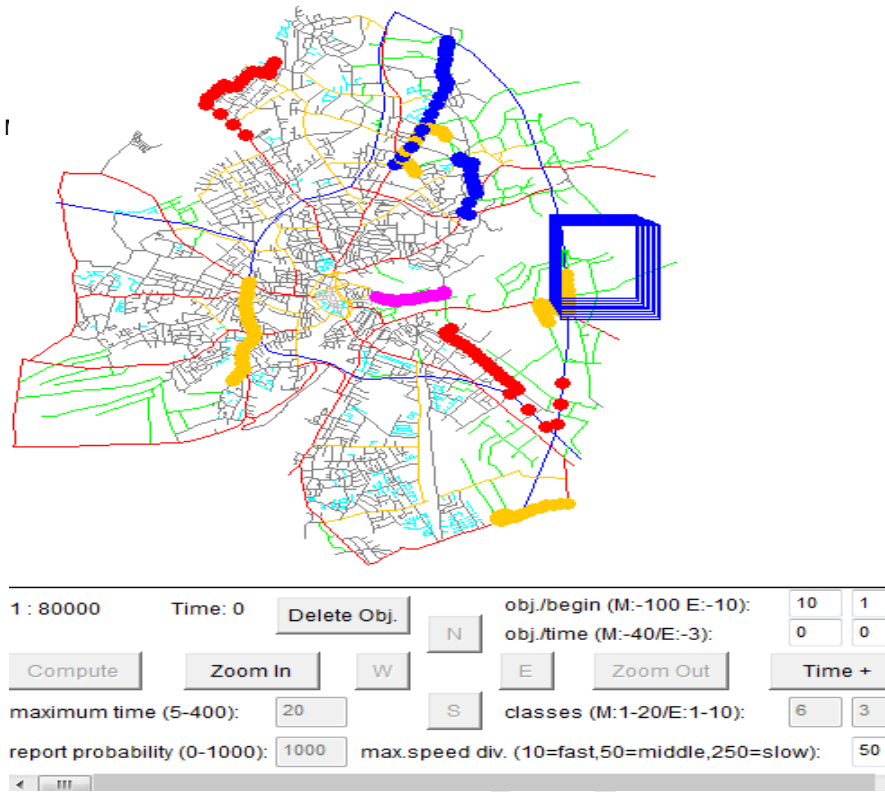 1 : 80000 Time: 0 Delete Obj. N obj./begin (M:-100 E:-10): 10 1
obj./time (M:-40/E:-3): 0 0
Compute Zoom In W E Zoom Out Time +
maximum time (5-400): 20 S classes (M:1-20/E:1-10): 6 3
report probability (0-1000): 1000 max.speed div. (10=fast,50=middle,250=slow): 50